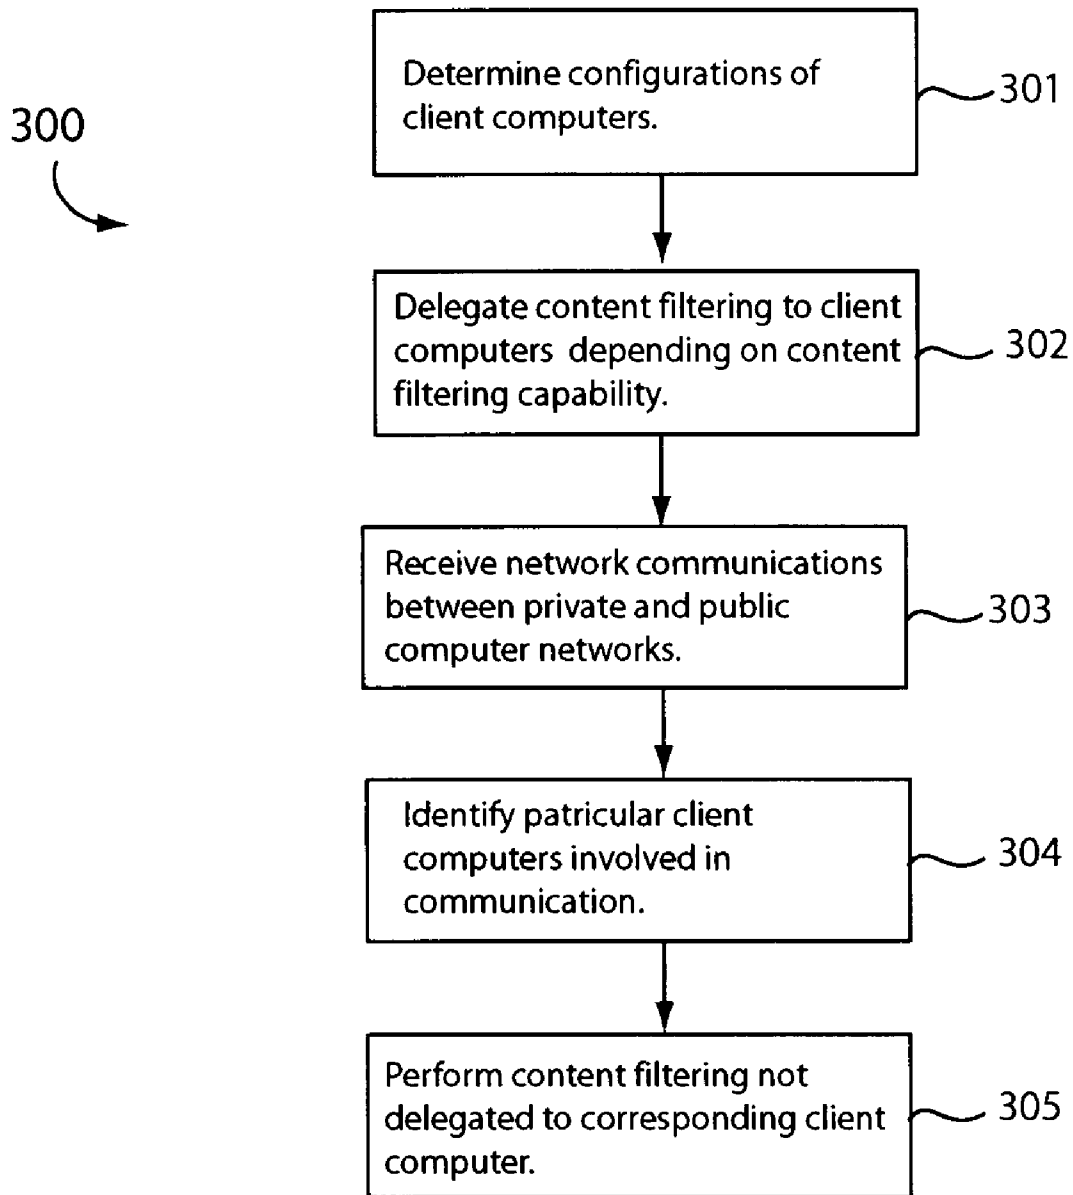 300
Determine configurations of
client computers.
301
Delegate content filtering to client
computers depending on content
filtering capability.
302
Receive network communications
between private and public
computer networks.
303
Identify patricular client
computers involved in
communication.
304
Perform content filtering not
delegated to corresponding client
computer.
305